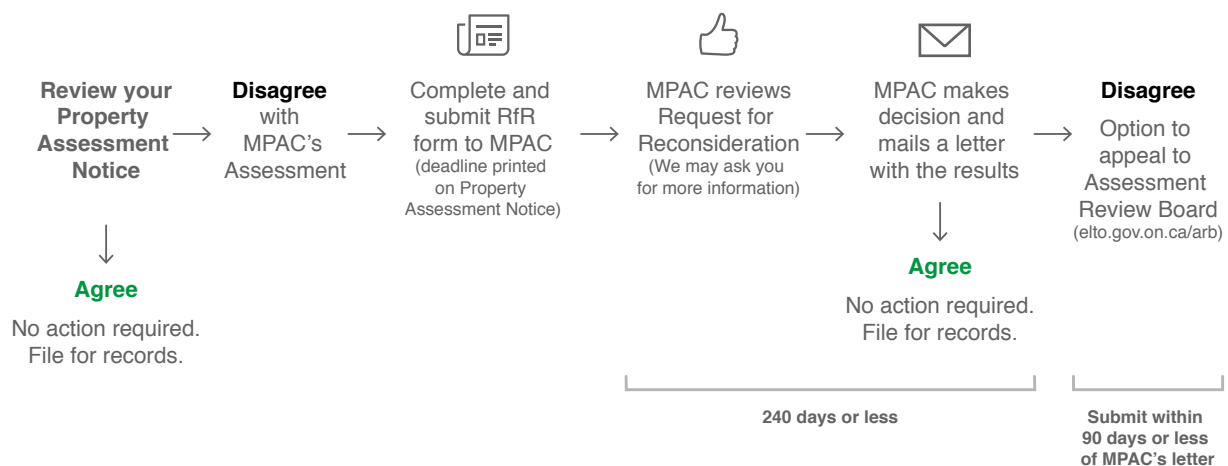 Review your
Property
Assessment
Notice
Agree
No action required.
File for records.
Disagree
with
MPAC's
Assessment
Complete and
submit RfR
form to MPAC
(deadline printed
on Property
Assessment Notice)
MPAC reviews
Request for
Reconsideration
(We may ask you
for more information)
MPAC makes
decision and
mails a letter
with the results
Agree
No action required.
File for records.
240 days or less
Disagree
Option to
appeal to
Assessment
Review Board
(elto.gov.on.ca/arb)
Submit within
90 days or less
of MPAC's letter